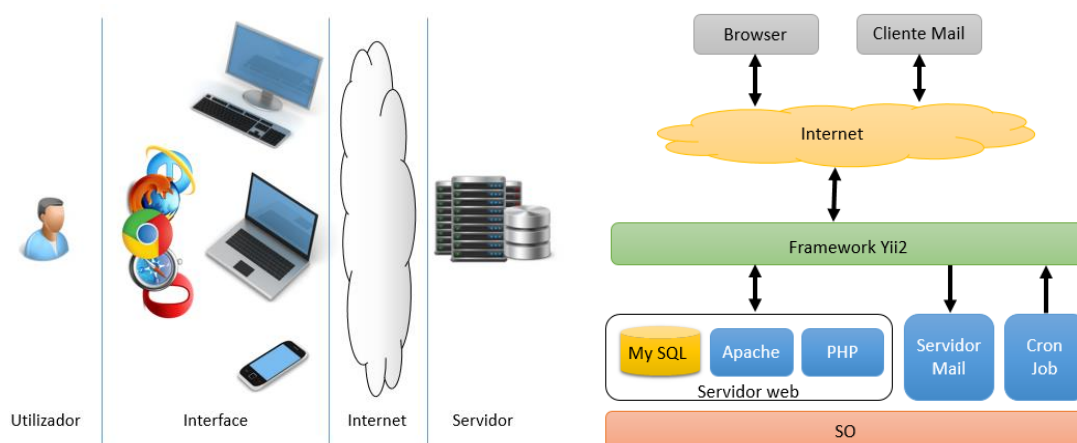 Utilizador
Interface
Internet
Servidor
Browser
Cliente Mail
Internet
Framework Yii2
My SQL
Apache
PHP
Servidor web
Servidor
Mail
Cron
Job
SO